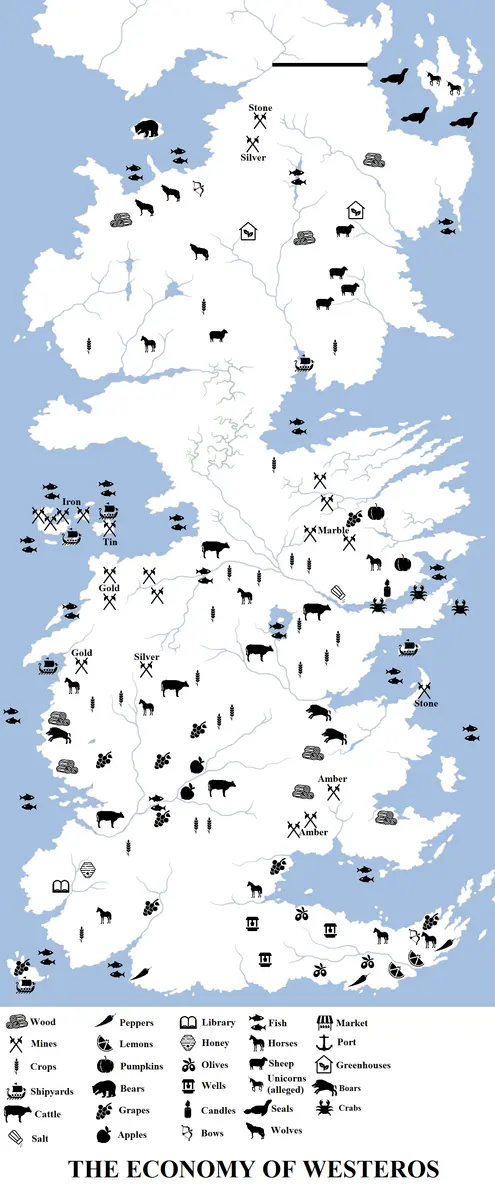 Stone
Silver
Iron
Tin
Marble
Gold
Gold
Silver
Stone
Amber
Amber
Wood
Peppers
Library
Fish
Market
Mines
Lemons
Honey
Horses
Port
Crops
Pumpkins
Olives
Sheep
Greenhouses
Shipyards
Bears
Wells
Unicorns
(alleged)
Boars
Cattle
Grapes
Candles
Seals
Crabs
Salt
Apples
Bows
Wolves
THE ECONOMY OF WESTEROS